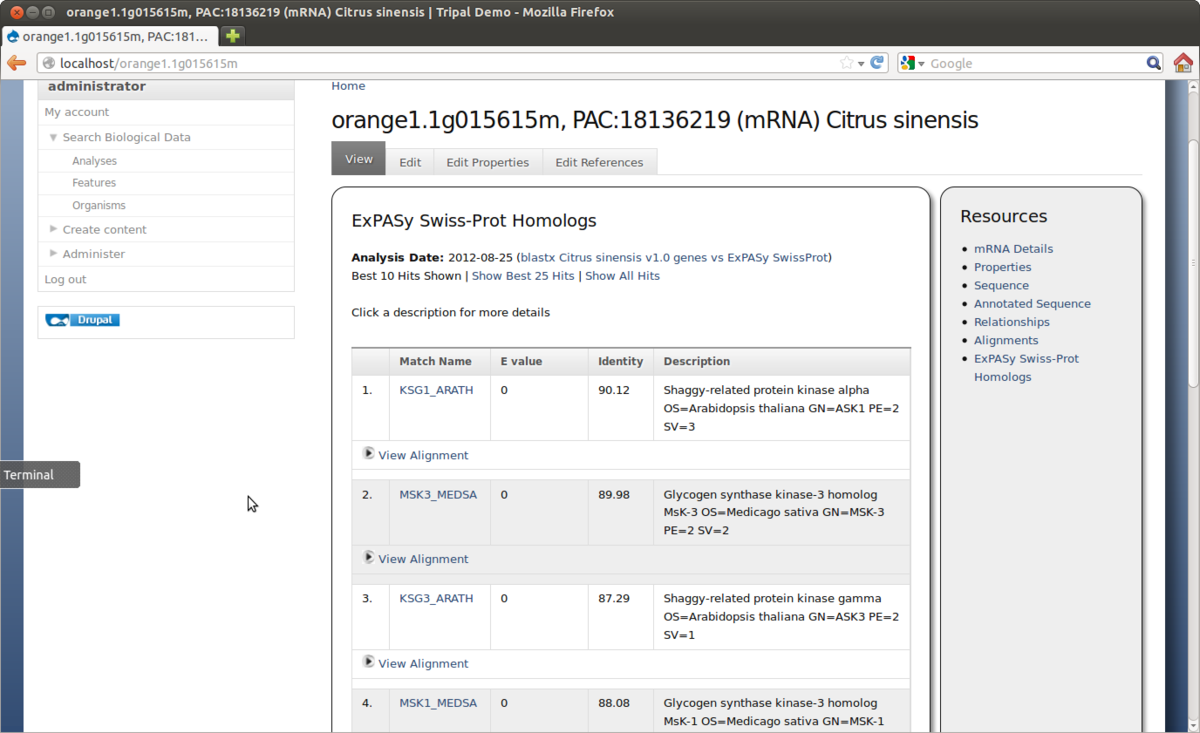 orange1.1g015615m, PAC:18136219 (mRNA) Citrus sinensis | Tripal Demo - Mozilla Firefox
orange1.1g015615m, PAC:181...
localhost/orange1.1g015615m
Google
administrator
My account
Search Biological Data
Analyses
Features
Organisms
Create content
Administer
Log out
Drupal
Terminal
Home
orange1.1g015615m, PAC:18136219 (mRNA) Citrus sinensis
View Edit Edit Properties Edit References
ExPASy Swiss-Prot Homologs
Analysis Date: 2012-08-25 (blastx Citrus sinensis v1.0 genes vs ExPASy SwissProt)
Best 10 Hits Shown | Show Best 25 Hits | Show All Hits
Click a description for more details
Match Name E value Identity Description
1. KSG1_ARATH 0 90.12 Shaggy-related protein kinase alpha
OS=Arabidopsis thaliana GN=ASK1 PE=2
SV=3
View Alignment
2. MSK3_MEDSA 0 89.98 Glycogen synthase kinase-3 homolog
MsK-3 OS=Medicago sativa GN=MSK-3
PE=2 SV=2
View Alignment
3. KSG3_ARATH 0 87.29 Shaggy-related protein kinase gamma
OS=Arabidopsis thaliana GN=ASK3 PE=2
SV=1
View Alignment
4. MSK1_MEDSA 0 88.08 Glycogen synthase kinase-3 homolog
MsK-1 OS=Medicago sativa GN=MSK-1
Resources
mRNA Details
Properties
Sequence
Annotated Sequence
Relationships
Alignments
ExPASy Swiss-Prot
Homologs